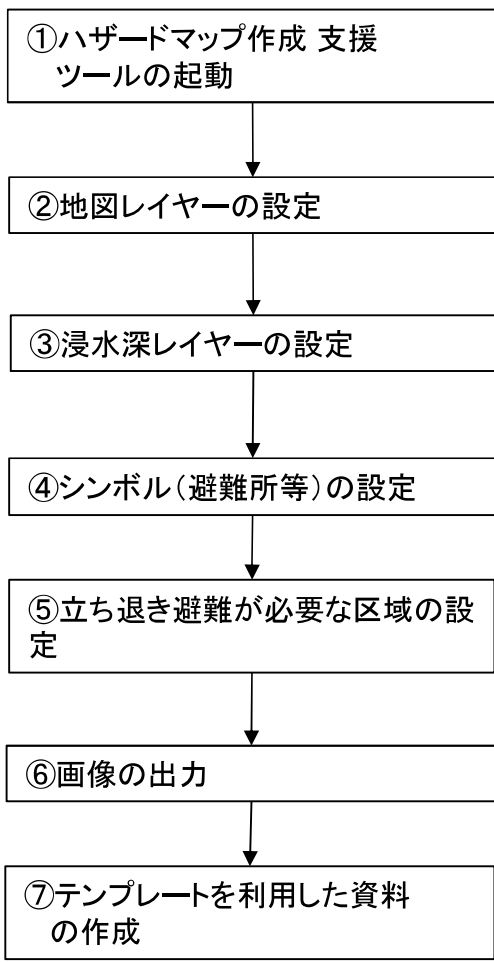 ①ハザードマップ作成 支援
ツールの起動
②地図レイヤーの設定
③浸水深レイヤーの設定
④シンボル（避難所等）の設定
⑤立ち退き避難が必要な区域の設
定
⑥画像の出力
⑦テンプレートを利用した資料
の作成